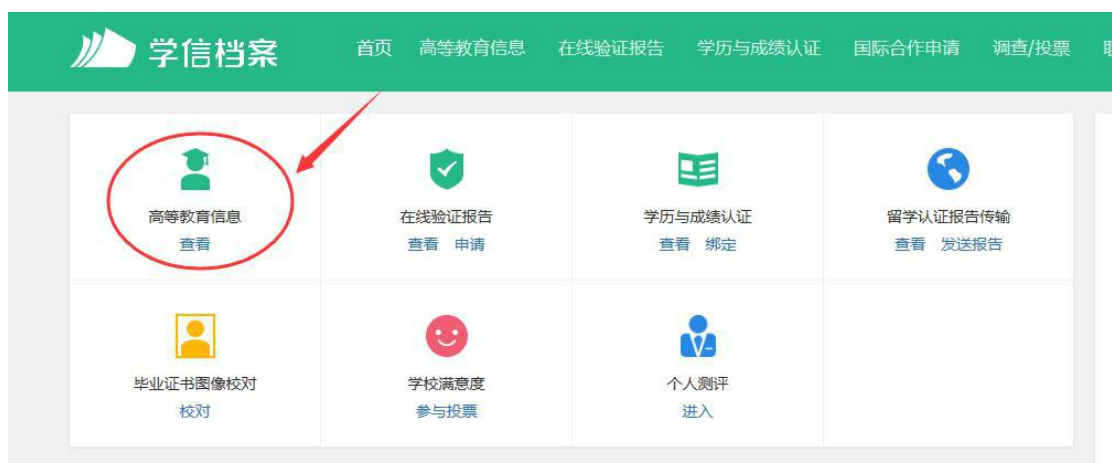 学信档案
首页 高等教育信息 在线验证报告 学历与成绩认证 国际合作申请 调查/投票
高等教育信息
查看
在线验证报告
查看 申请
学历与成绩认证
查看 绑定
留学认证报告传输
查看 发送报告
毕业证书图像校对
校对
学校满意度
参与投票
个人测评
进入